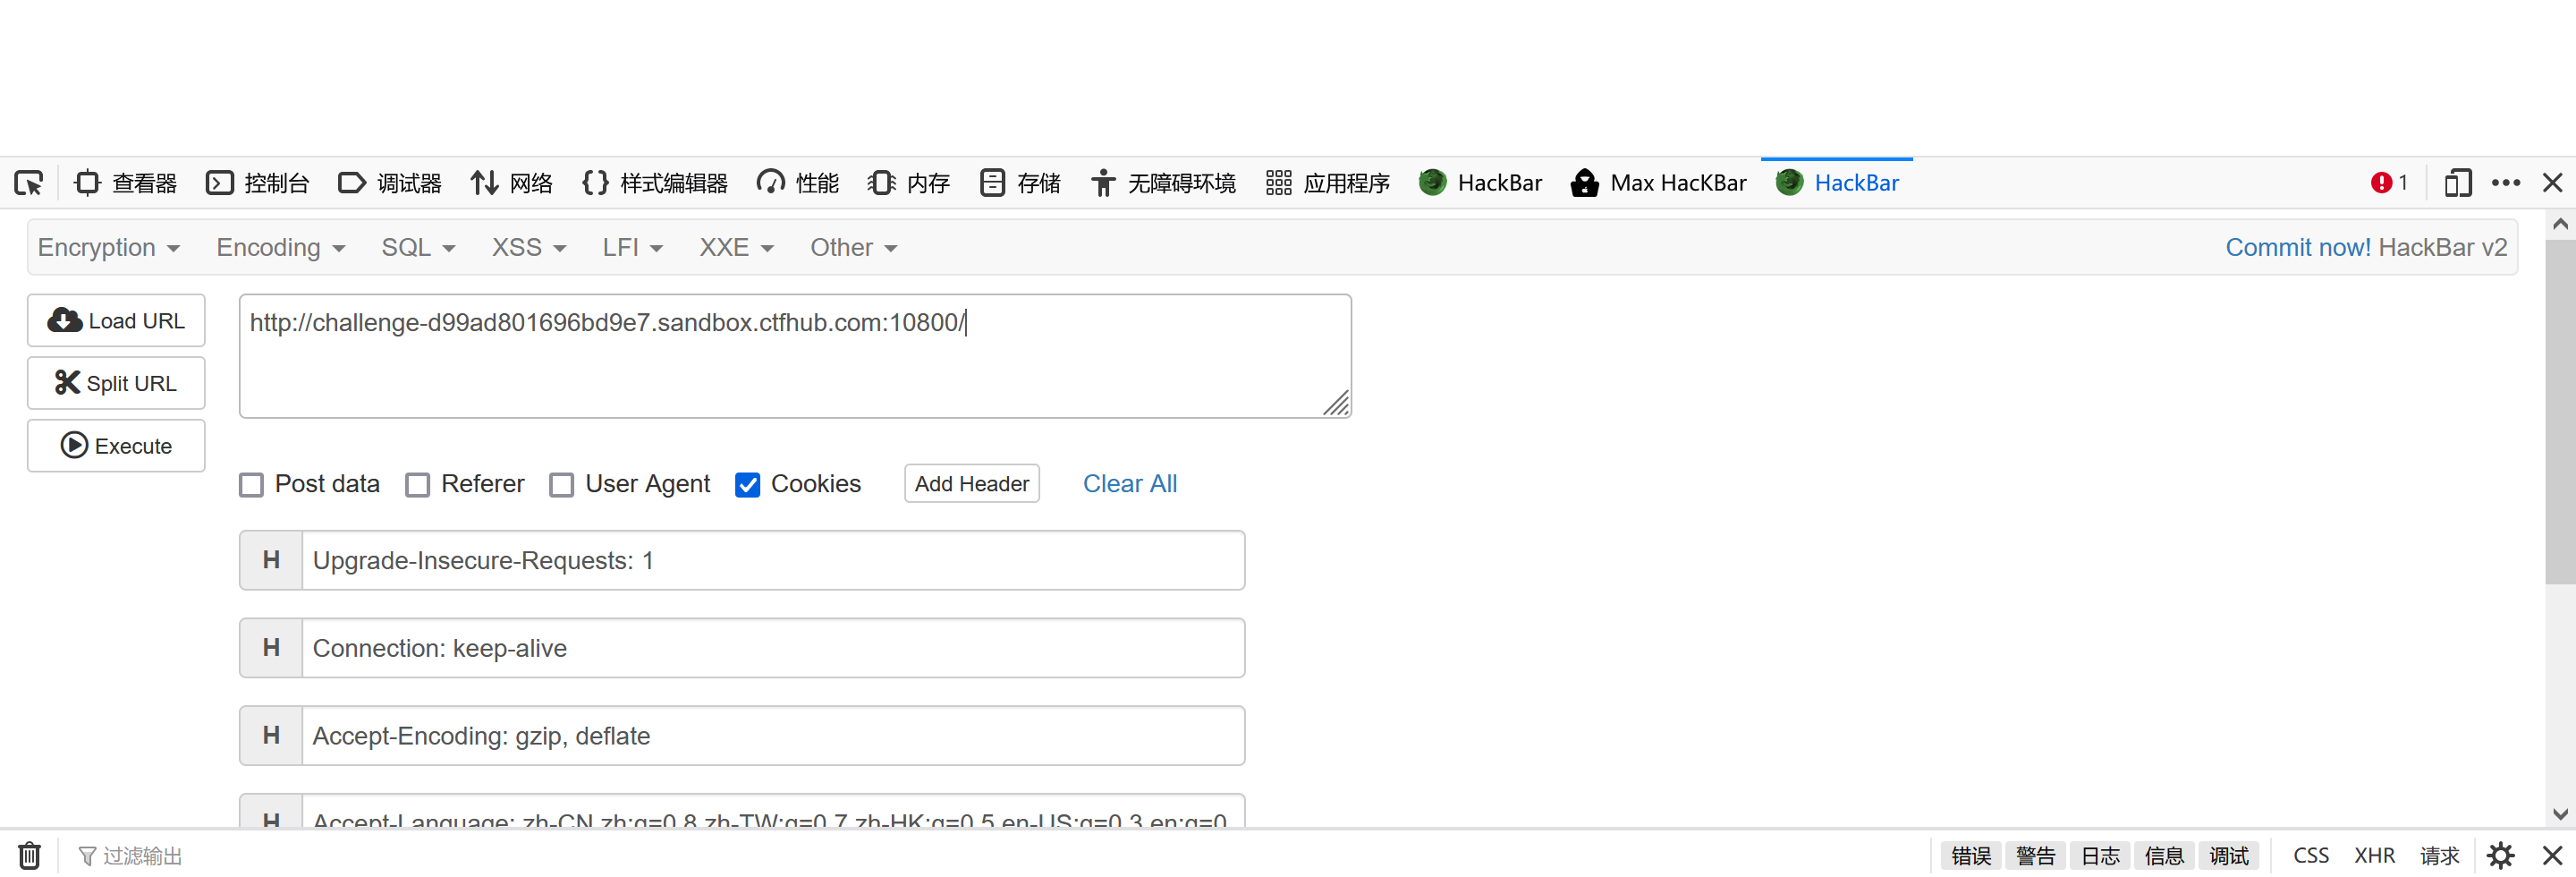 查看器 控制台 调试器 网络 样式编辑器 性能 内存 存储 无障碍环境 应用程序 HackBar Max HacKBar HackBar 1
Encryption Encoding SQL XSS LFI XXE Other Commit now! HackBar v2
Load URL
http://challenge-d99ad801696bd9e7.sandbox.ctfhub.com:10800/
Split URL
Execute
Post data Referer User Agent Cookies Add Header Clear All
H Upgrade-Insecure-Requests: 1
H Connection: keep-alive
H Accept-Encoding: gzip, deflate
H Accept-Language: zh-CN,zh;q=0.8,zh-TW;q=0.7,zh-HK;q=0.5,en-US;q=0.3,en;q=0
过滤输出 错误 警告 日志 信息 调试 CSS XHR 请求